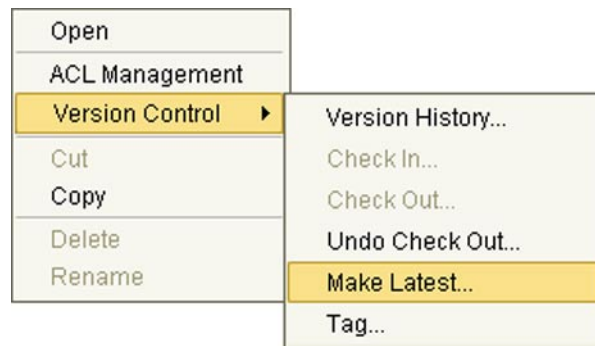 Open
ACL Management
Version Control
Cut
Copy
Delete
Rename
Version History...
Check In...
Check Out...
Undo Check Out...
Make Latest...
Tag...